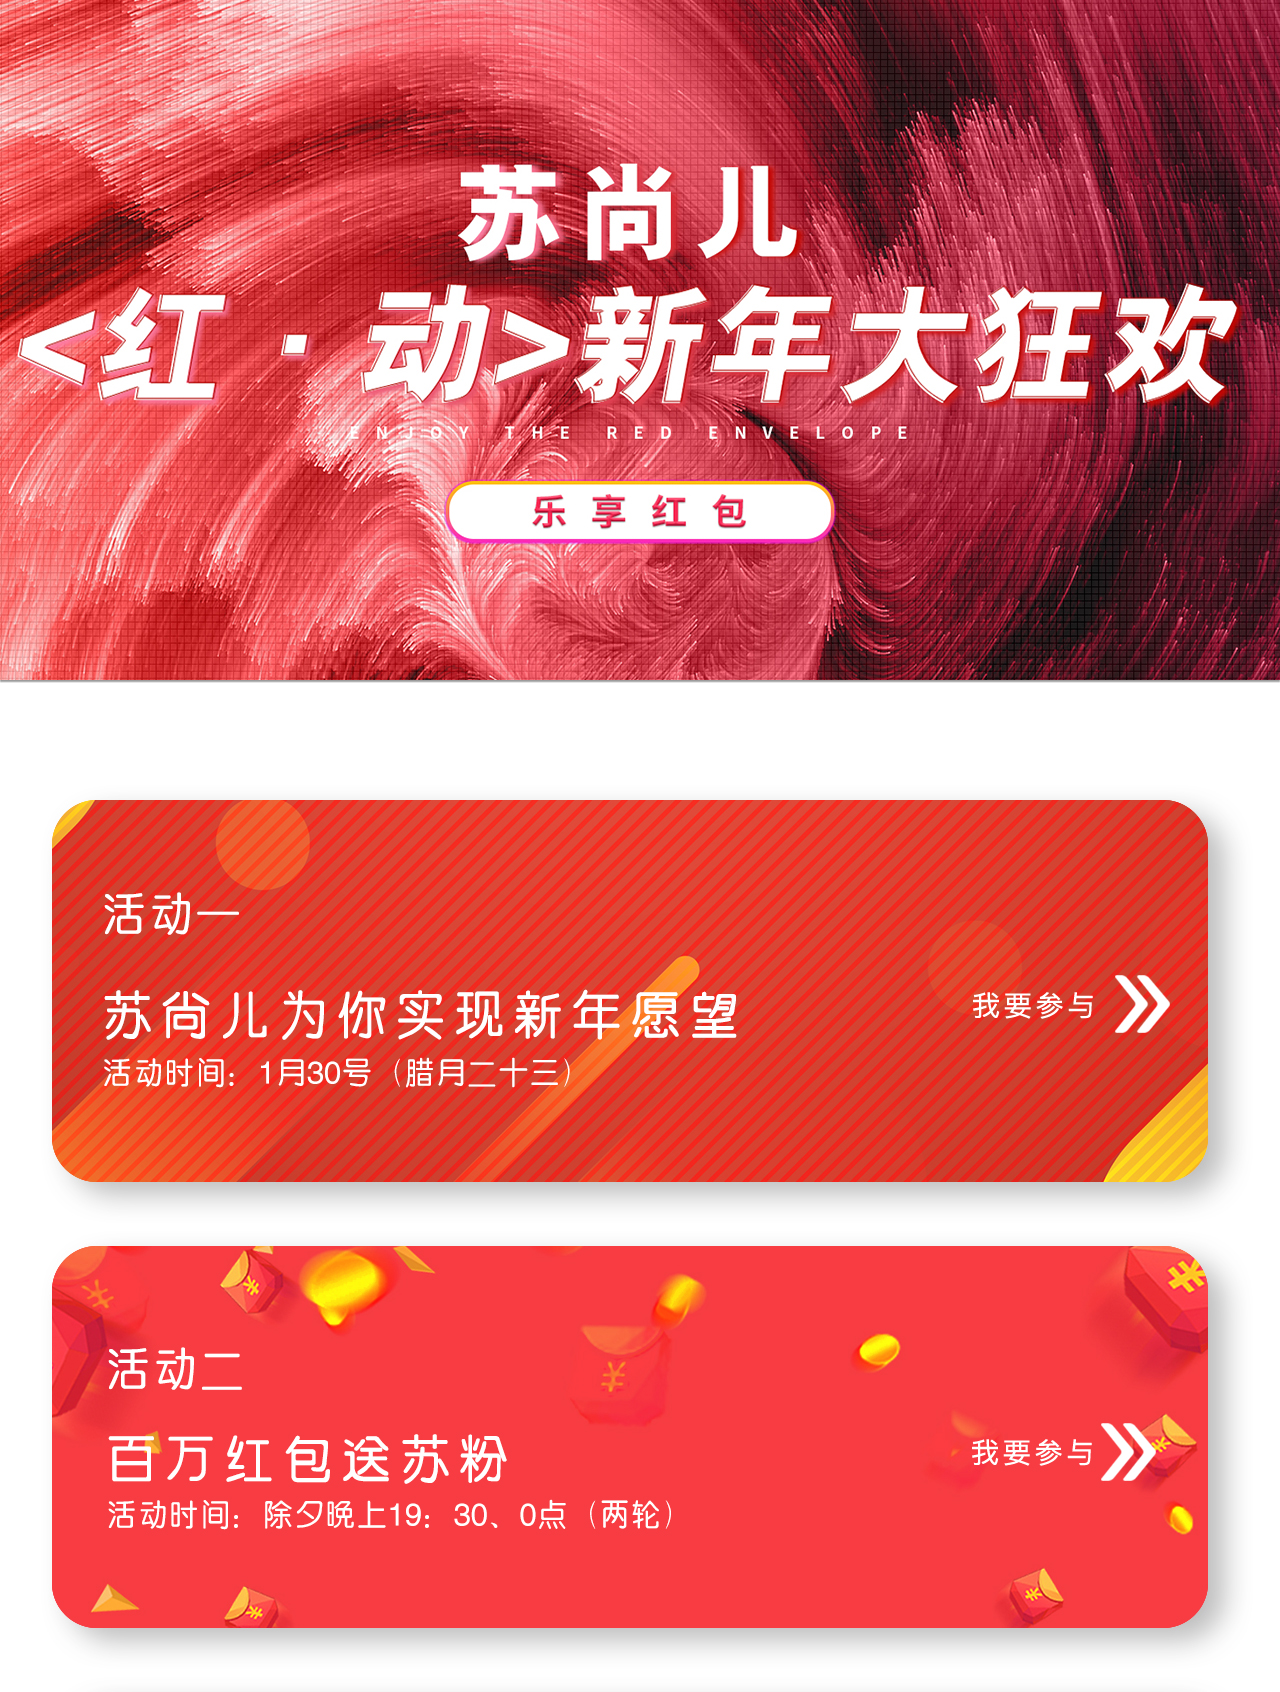 苏尚儿
<红·动>新年大狂欢
ENJOY THE RED ENVELOPE
乐享红包
活动一
苏尚儿为你实现新年愿望
活动时间：1月30号（腊月二十三）
我要参与
活动二
百万红包送苏粉
活动时间：除夕晚上19：30、0点（两轮）
我要参与